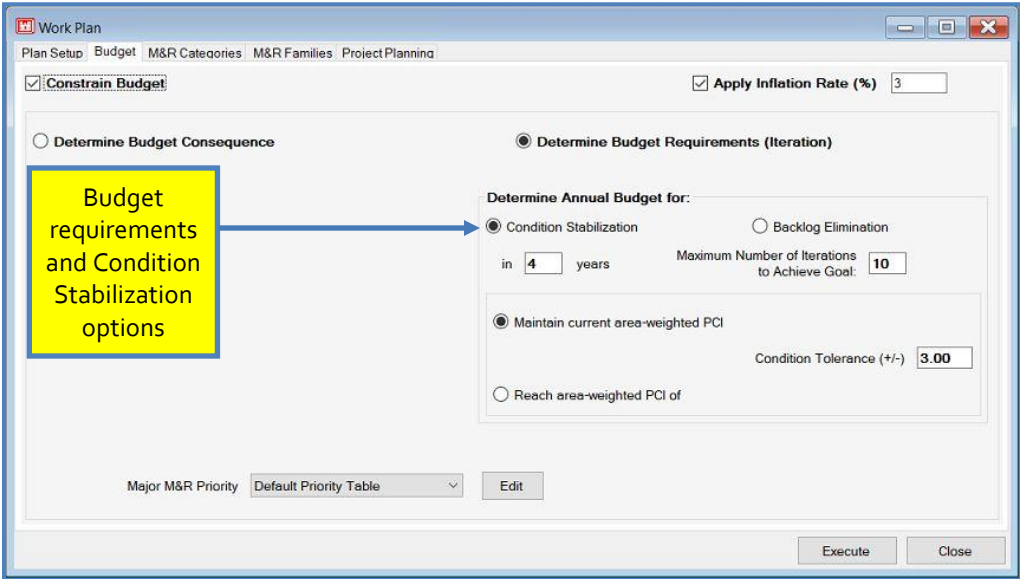 Work Plan
Plan Setup Budget M&R Categories M&R Families Project Planning
Constrain Budget
Apply Inflation Rate (%) 3
Determine Budget Consequence
Determine Budget Requirements (Iteration)
Budget
requirements
and Condition
Stabilization
options
Determine Annual Budget for:
Condition Stabilization
Backlog Elimination
in 4 years
Maximum Number of Iterations
to Achieve Goal: 10
Maintain current area-weighted PCI
Condition Tolerance (+/-) 3.00
Reach area-weighted PCI of
Major M&R Priority Default Priority Table Edit
Execute Close